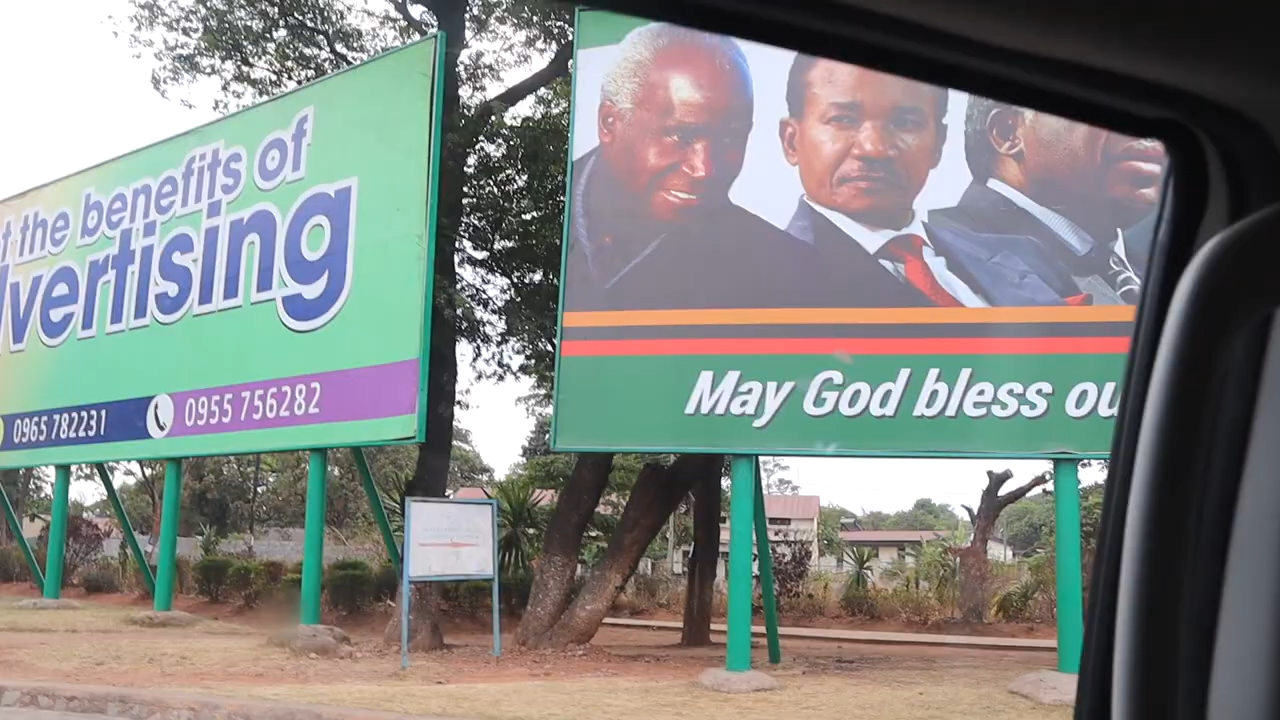 the benefits of
vertising
0965 782231
0955 756282
May God bless ou